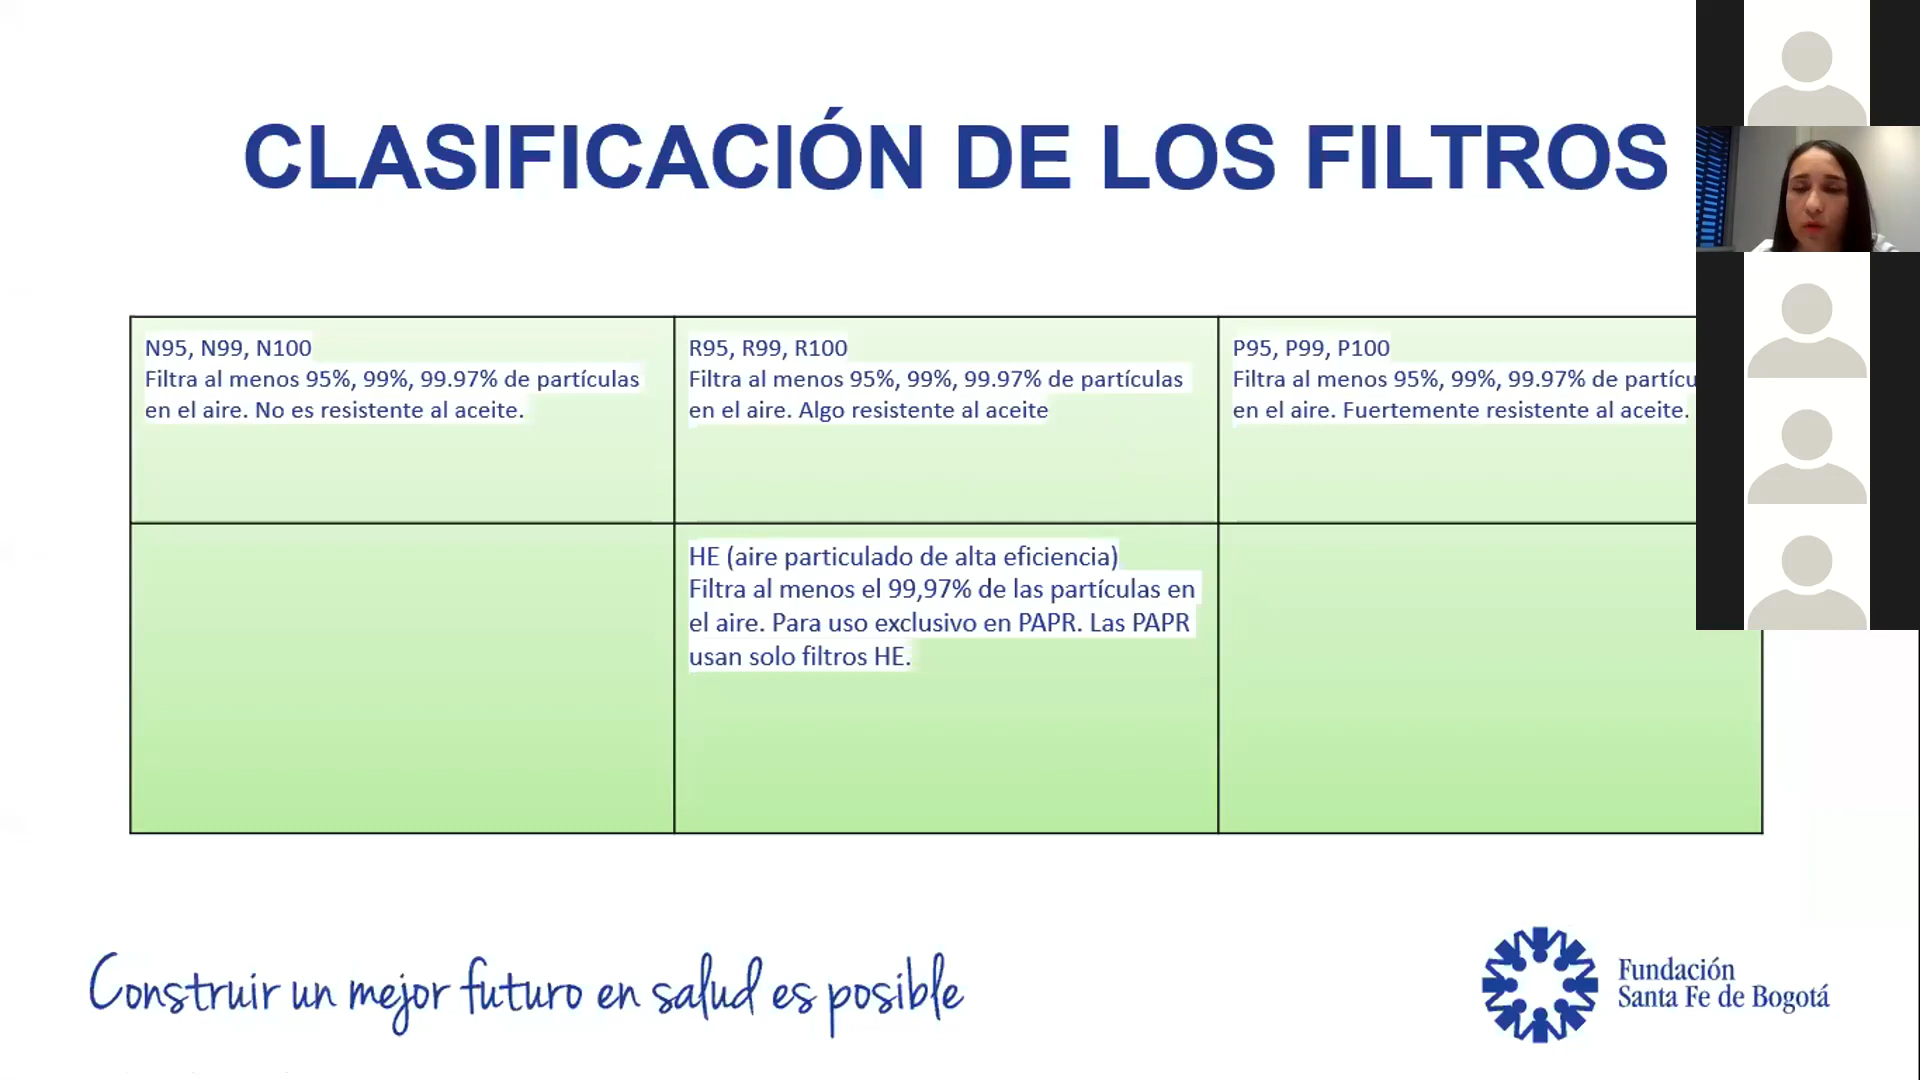 CLASIFICACIÓN DE LOS FILTROS
N95, N99, N100
Filtra al menos 95%, 99%, 99.97% de partículas
en el aire. No es resistente al aceite.
R95, R99, R100
Filtra al menos 95%, 99%, 99.97% de partículas
en el aire. Algo resistente al aceite
P95, P99, P100
Filtra al menos 95%, 99%, 99.97% de
en el aire. Fuertemente resistente al aceite.
HE (aire particulado de alta eficiencia)
Filtra al menos el 99,97% de las partículas en
el aire. Para uso exclusivo en PAPR. Las PAPR
usan solo filtros HE.
Construir un mejor futuro en salud es posible
Fundación
Santa Fe de Bogotá